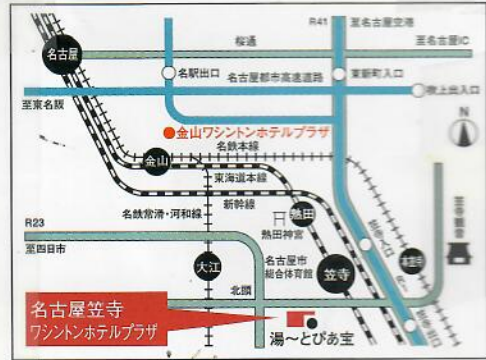 R41
至名古屋空港
桜通
至名古屋IC
名古屋
名駅出口
名古屋都市高速道路
東新町入口
吹上出入口
至東名阪
N
金山ワシントンホテルプラザ
名鉄本線
金山
東海道本線
新幹線
名鉄常滑・河和線
熱田
熱田神宮
R23
至四日市
大江
名古屋市
総合体育館
笠寺
本笠寺
至寺観音
北頭
名古屋笠寺
ワシントンホテルプラザ
湯〜とぴあ宝